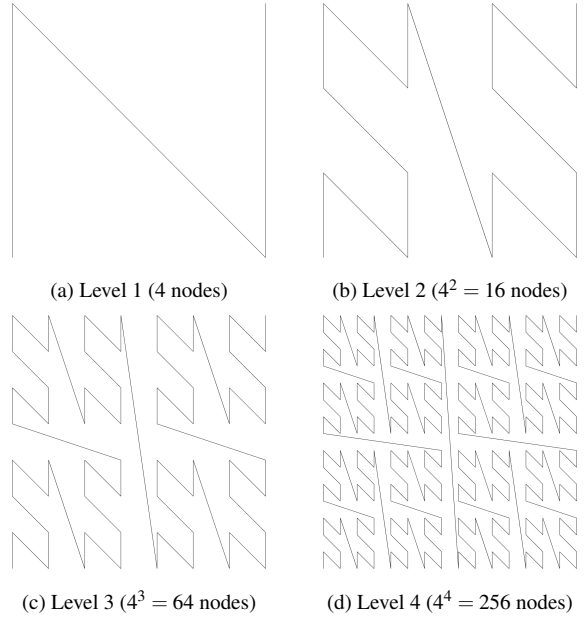 (a) Level 1 (4 nodes)
(b) Level 2 (4² = 16 nodes)
(c) Level 3 (4³ = 64 nodes)
(d) Level 4 (4⁴ = 256 nodes)